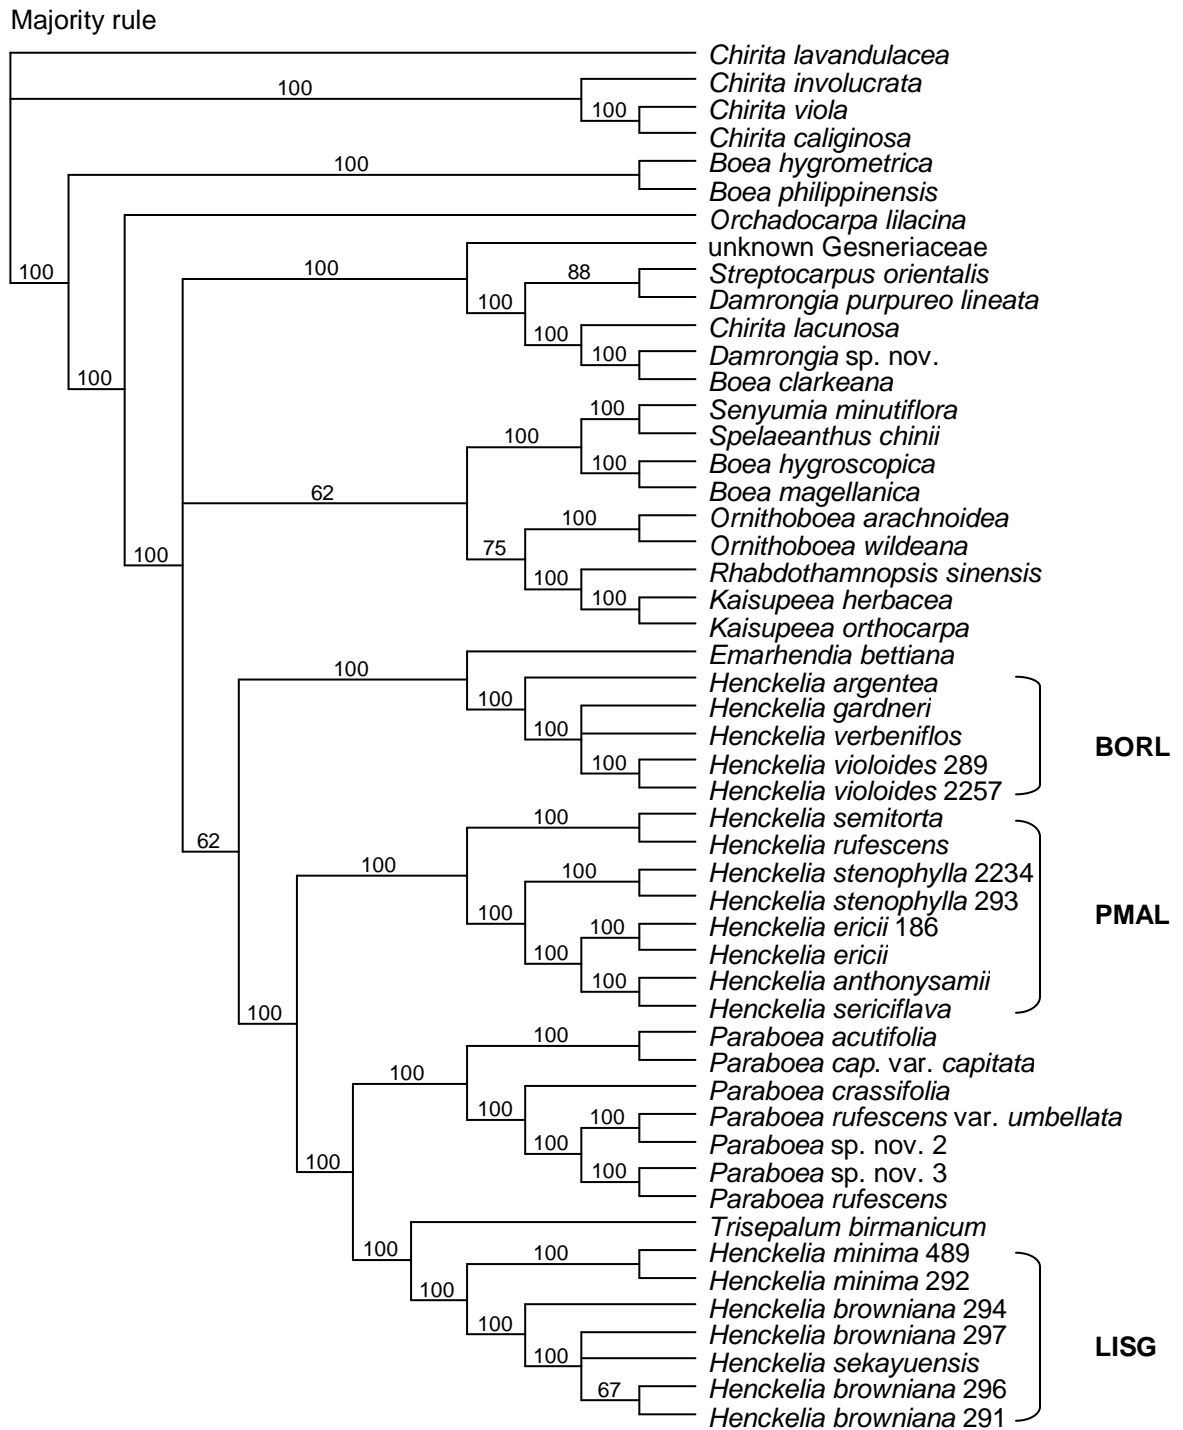 Majority rule
Chirita lavandulacea
Chirita involucrata
100
Chirita viola
100
Chirita caliginosa
Boea hygrometrica
100
Boea philippinensis
Orchadocarpa lilacina
unknown Gesneriaceae
100
100
88
Streptocarpus orientalis
Damrongia purpureo lineata
100
Chirita lacunosa
100
Damrongia sp. nov.
100
Boea clarkeana
100
Senyumia minutiflora
100
Spelaeanthus chinii
100
Boea hygroscopica
100
Boea magellanica
62
Ornithoboea arachnoidea
100
Ornithoboea wildeana
100
75
Rhabdothamnopsis sinensis
100
Kaisupeea herbacea
100
Kaisupeea orthocarpa
Emarhendia bettiana
100
Henckelia argentea
100
Henckelia gardneri
100
Henckelia verbeniflos
BORL
Henckelia violoides 289
100
Henckelia violoides 2257
Henckelia semitorta
100
62
Henckelia rufescens
100
Henckelia stenophylla 2234
100
Henckelia stenophylla 293
100
PMAL
Henckelia ericii 186
100
Henckelia ericii
100
Henckelia anthonysamii
100
Henckelia sericiflava
100
Paraboea acutifolia
100
Paraboea cap. var. capitata
100
Paraboea crassifolia
100
Paraboea rufescens var. umbellata
100
Paraboea sp. nov. 2
100
Paraboea sp. nov. 3
100
100
Paraboea rufescens
Trisepalum birmanicum
100
Henckelia minima 489
100
Henckelia minima 292
100
Henckelia browniana 294
100
Henckelia browniana 297
100
LISG
Henckelia sekayuensis
Henckelia browniana 296
67
Henckelia browniana 291